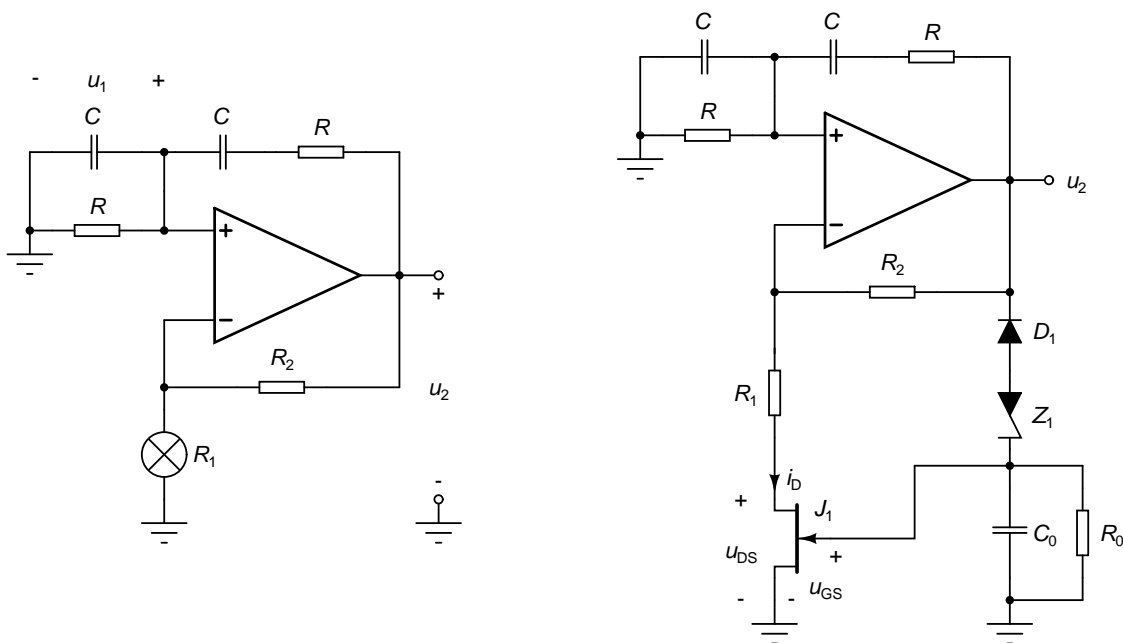 - u1 +
C C
R
R
+
-
+
R2
u2
R1
-
C C R
R
+
-
u2
R2
D1
R1
Z1
iD
+
J1
C0
R0
uDS
+
- -
uGS